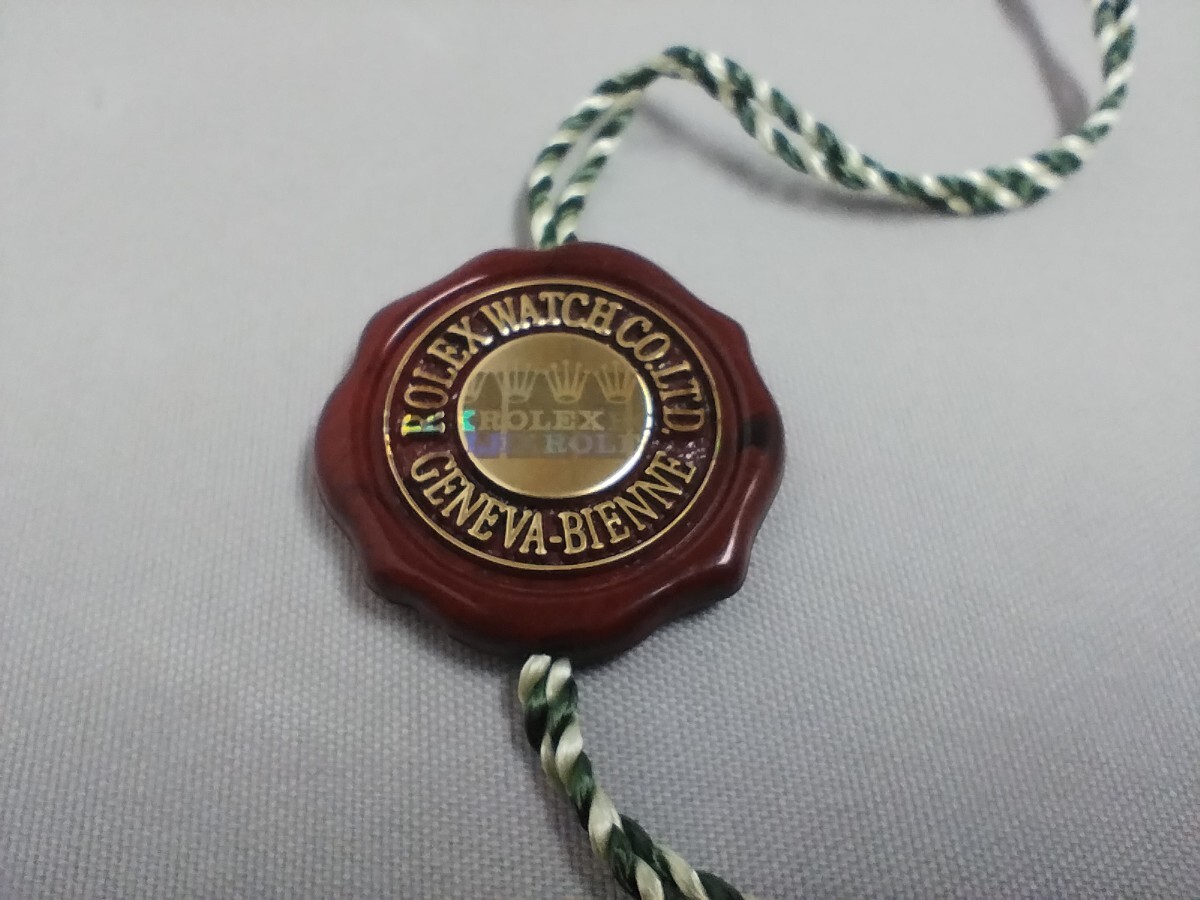 ROLEX WATCH CO.LTD.
GENEVA-BIENNE
ROLEX